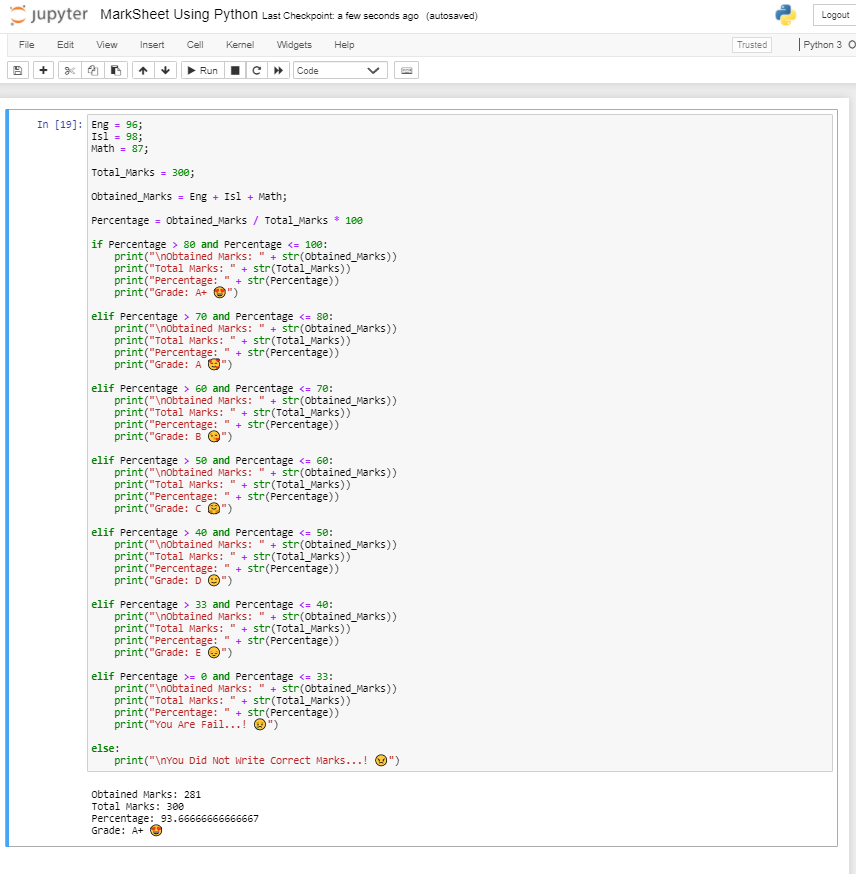 jupyter MarkSheet Using Python Last Checkpoint: a few seconds ago (autosaved) Logout
File Edit View Insert Cell Kernel Widgets Help Trusted Python 3
Run Code
In [19]: Eng = 96;
Isl = 98;
Math = 87;
Total_Marks = 300;
Obtained_Marks = Eng + Isl + Math;
Percentage = Obtained_Marks / Total_Marks * 100
if Percentage > 80 and Percentage <= 100:
print("\nObtained Marks: " + str(Obtained_Marks))
print("Total Marks: " + str(Total_Marks))
print("Percentage: " + str(Percentage))
print("Grade: A+ 😍")
elif Percentage > 70 and Percentage <= 80:
print("\nObtained Marks: " + str(Obtained_Marks))
print("Total Marks: " + str(Total_Marks))
print("Percentage: " + str(Percentage))
print("Grade: A 🥰")
elif Percentage > 60 and Percentage <= 70:
print("\nObtained Marks: " + str(Obtained_Marks))
print("Total Marks: " + str(Total_Marks))
print("Percentage: " + str(Percentage))
print("Grade: B 😘")
elif Percentage > 50 and Percentage <= 60:
print("\nObtained Marks: " + str(Obtained_Marks))
print("Total Marks: " + str(Total_Marks))
print("Percentage: " + str(Percentage))
print("Grade: C 🤗")
elif Percentage > 40 and Percentage <= 50:
print("\nObtained Marks: " + str(Obtained_Marks))
print("Total Marks: " + str(Total_Marks))
print("Percentage: " + str(Percentage))
print("Grade: D 🙂")
elif Percentage > 33 and Percentage <= 40:
print("\nObtained Marks: " + str(Obtained_Marks))
print("Total Marks: " + str(Total_Marks))
print("Percentage: " + str(Percentage))
print("Grade: E 😞")
elif Percentage >= 0 and Percentage <= 33:
print("\nObtained Marks: " + str(Obtained_Marks))
print("Total Marks: " + str(Total_Marks))
print("Percentage: " + str(Percentage))
print("You Are Fail...! 😣")
else:
print("\nYou Did Not Write Correct Marks...! 😠")
Obtained Marks: 281
Total Marks: 300
Percentage: 93.66666666666667
Grade: A+ 😍